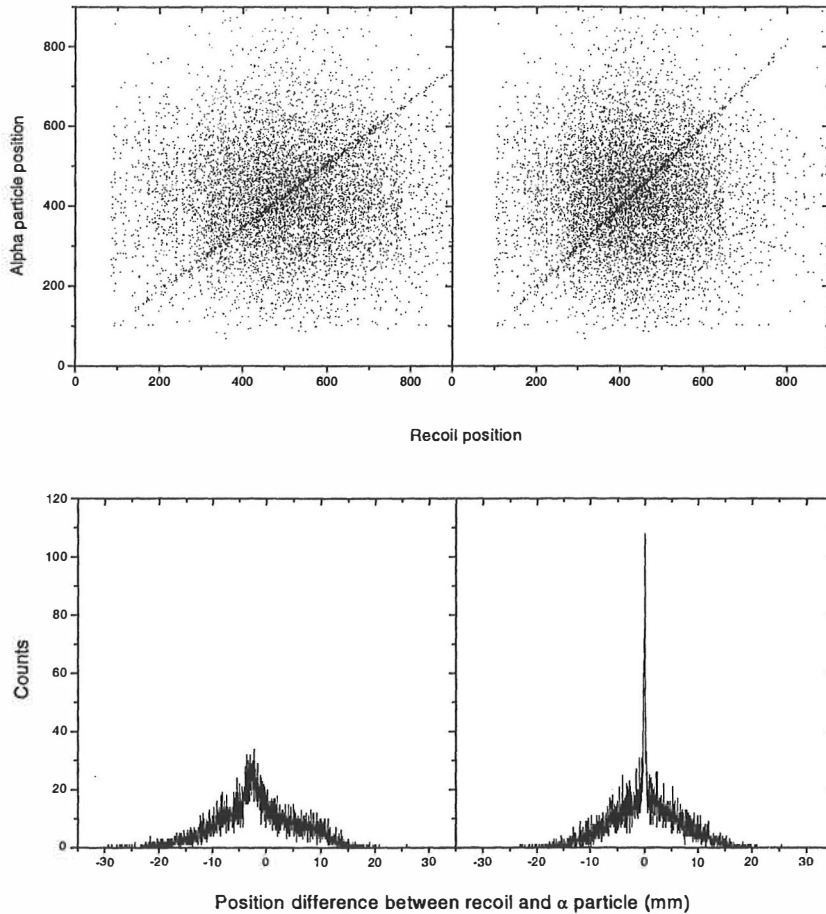 800
600
400
200
0
Alpha particle position
0 200 400 600 800 0 200 400 600 800
Recoil position
120
100
80
60
40
20
0
Counts
-30 -20 -10 0 10 20 30 -30 -20 -10 0 10 20 30
Position difference between recoil and α particle (mm)